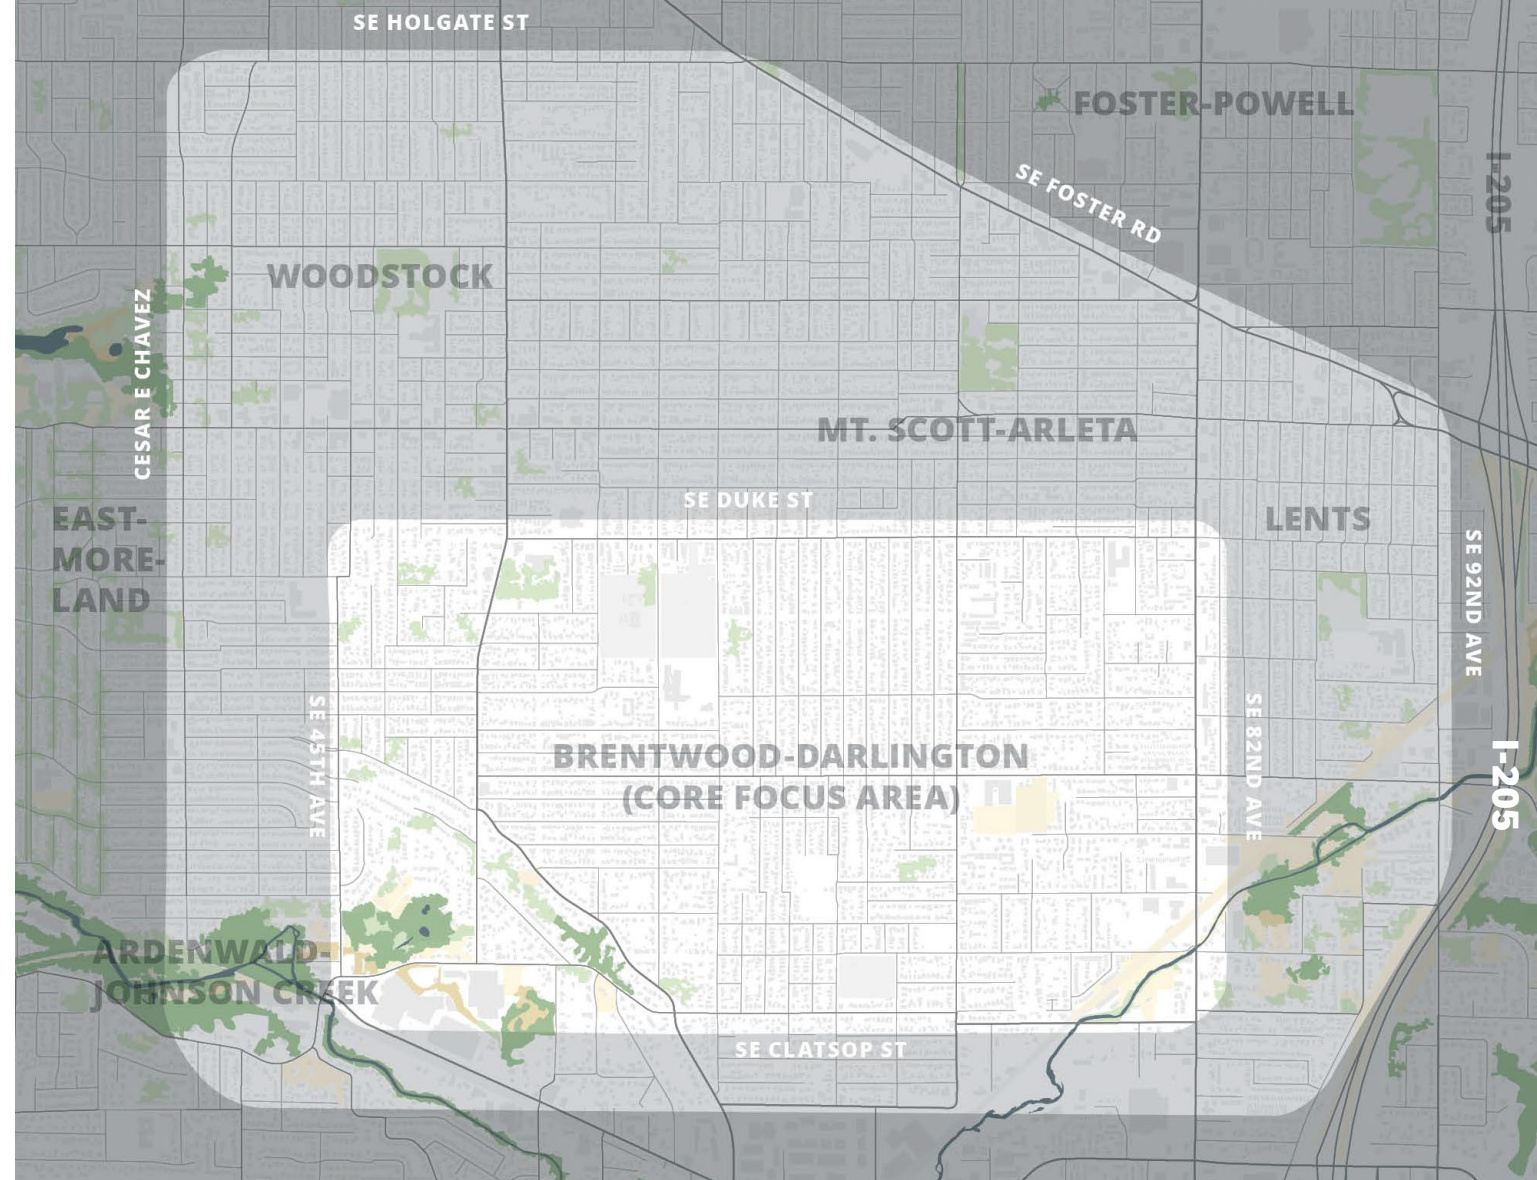 SE HOLGATE ST
FOSTER-POWELL
I-205
SE FOSTER RD
WOODSTOCK
CESAR E CHAVEZ
MT. SCOTT-ARLETA
SE DUKE ST
EAST-
MORE-
LAND
LENTS
SE 92ND AVE
SE 45TH AVE
SE 82ND AVE
BRENTWOOD-DARLINGTON
(CORE FOCUS AREA)
I-205
ARDENWALD-
JOHNSON CREEK
SE CLATSOP ST